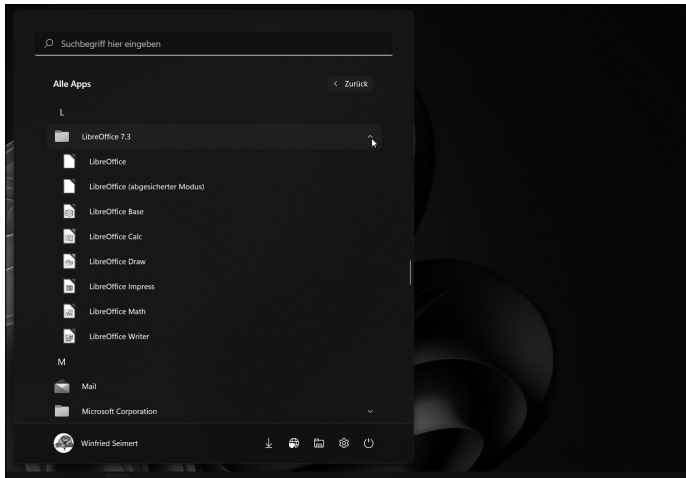 Suchbegriff hier eingeben
Alle Apps
Zurück
L
LibreOffice 7.3
LibreOffice
LibreOffice (abgesicherter Modus)
LibreOffice Base
LibreOffice Calc
LibreOffice Draw
LibreOffice Impress
LibreOffice Math
LibreOffice Writer
M
Mail
Microsoft Corporation
Winfried Seimert